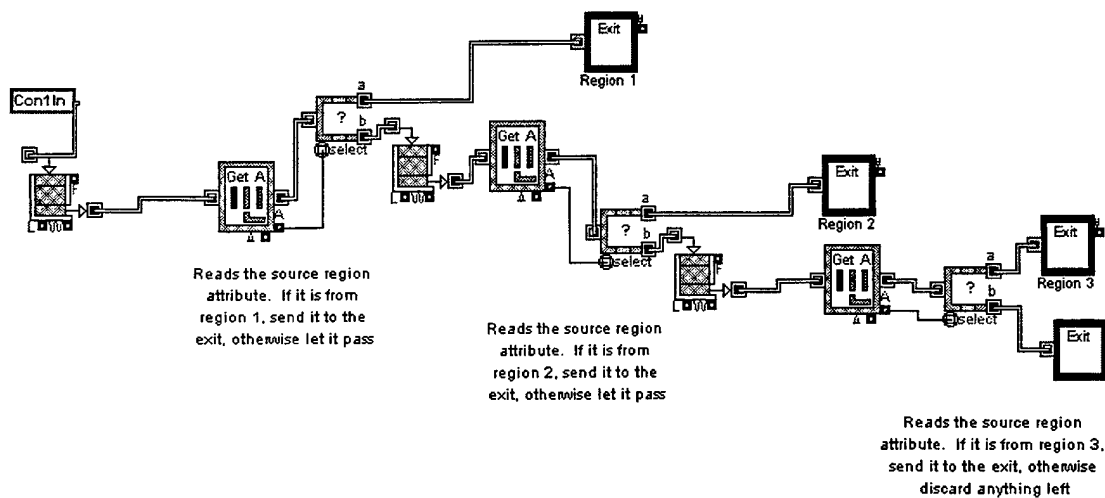 Exit
Region 1
Con1In
a
?
b
select
F
L
Get A
A
A
Get A
A
A
F
L
a
?
b
select
Exit
Region 2
F
L
Get A
A
A
a
?
b
select
Exit
Region 3
Exit
Reads the source region
attribute. If it is from
region 1, send it to the
exit, otherwise let it pass
Reads the source region
attribute. If it is from
region 2, send it to the
exit, otherwise let it pass
Reads the source region
attribute. If it is from region 3,
send it to the exit, otherwise
discard anything left